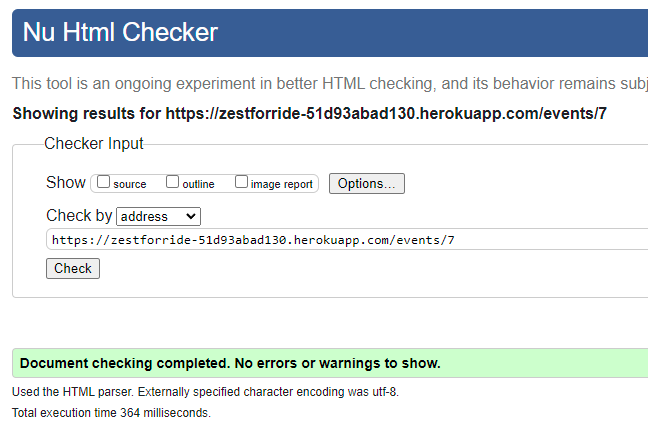 Nu Html Checker
This tool is an ongoing experiment in better HTML checking, and its behavior remains
Showing results for https://zestforride-51d93abad130.herokuapp.com/events/7
Checker Input
Show source outline image report Options...
Check by address
https://zestforride-51d93abad130.herokuapp.com/events/7
Check
Document checking completed. No errors or warnings to show.
Used the HTML parser. Externally specified character encoding was utf-8.
Total execution time 364 milliseconds.